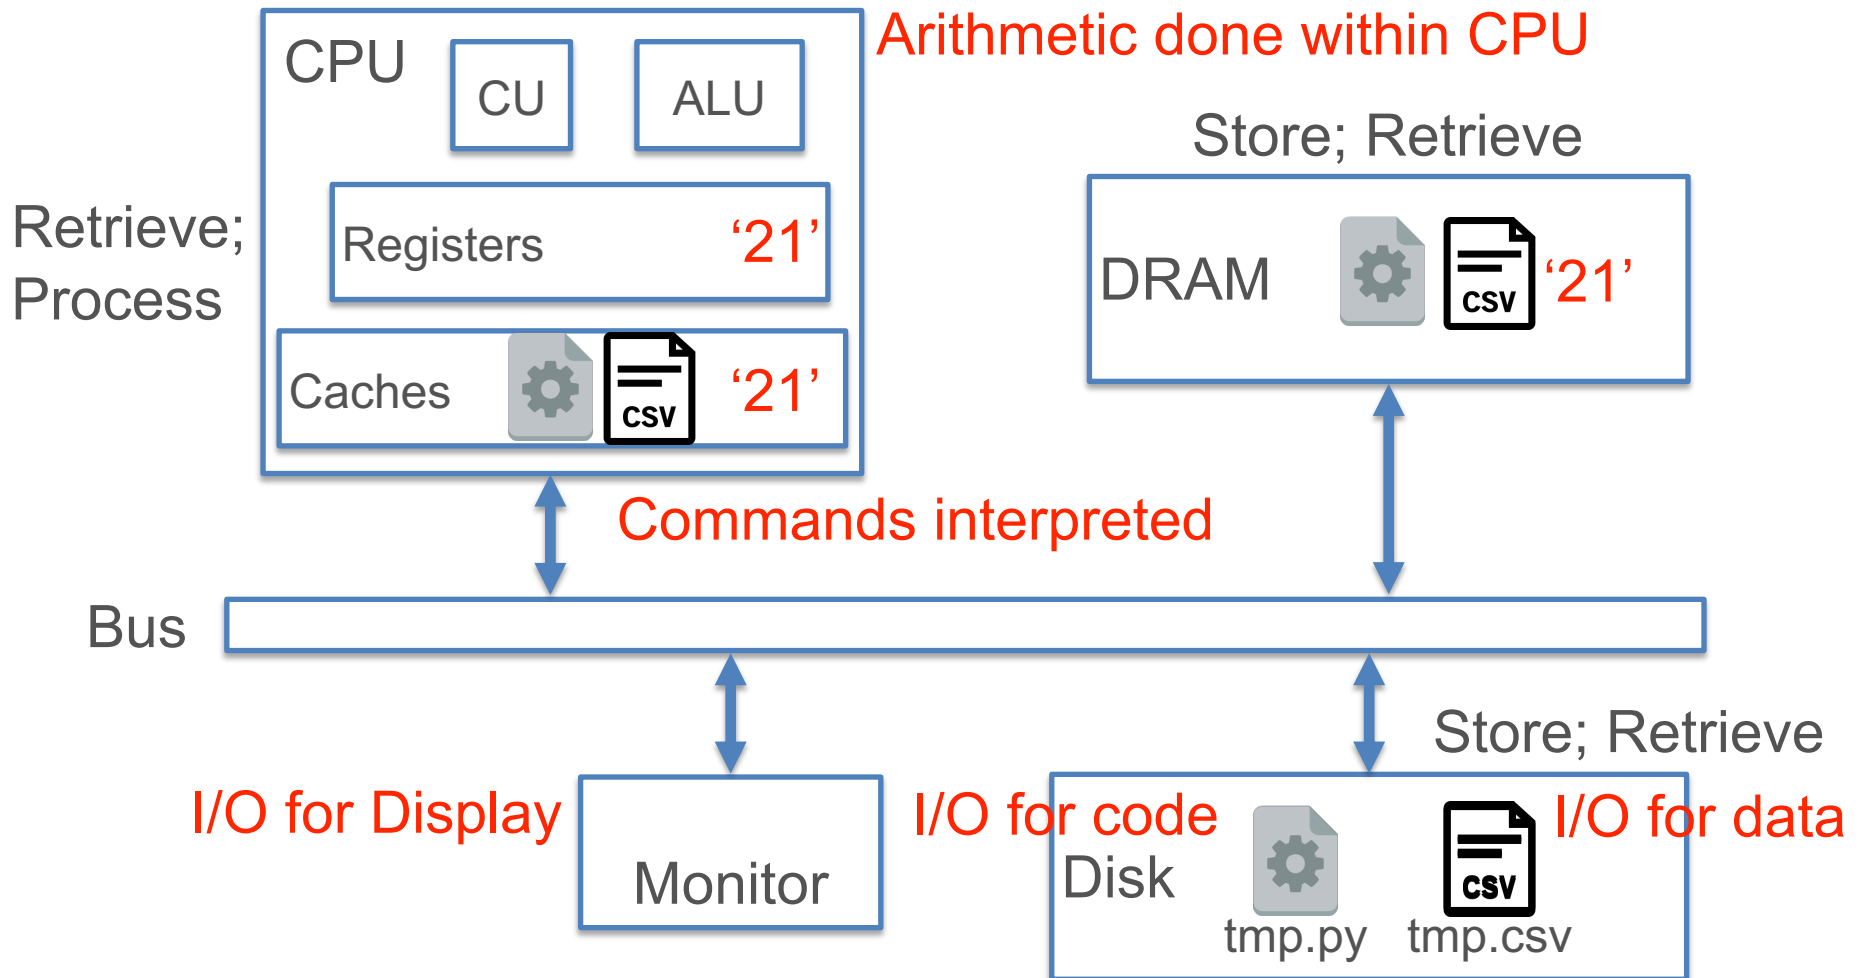 CPU
CU
ALU
Arithmetic done within CPU
Store; Retrieve
Retrieve;
Process
Registers
‘21’
DRAM
CSV
‘21’
Caches
CSV
‘21’
Commands interpreted
Bus
Store; Retrieve
I/O for Display
I/O for code
I/O for data
Monitor
Disk
CSV
tmp.py
tmp.csv